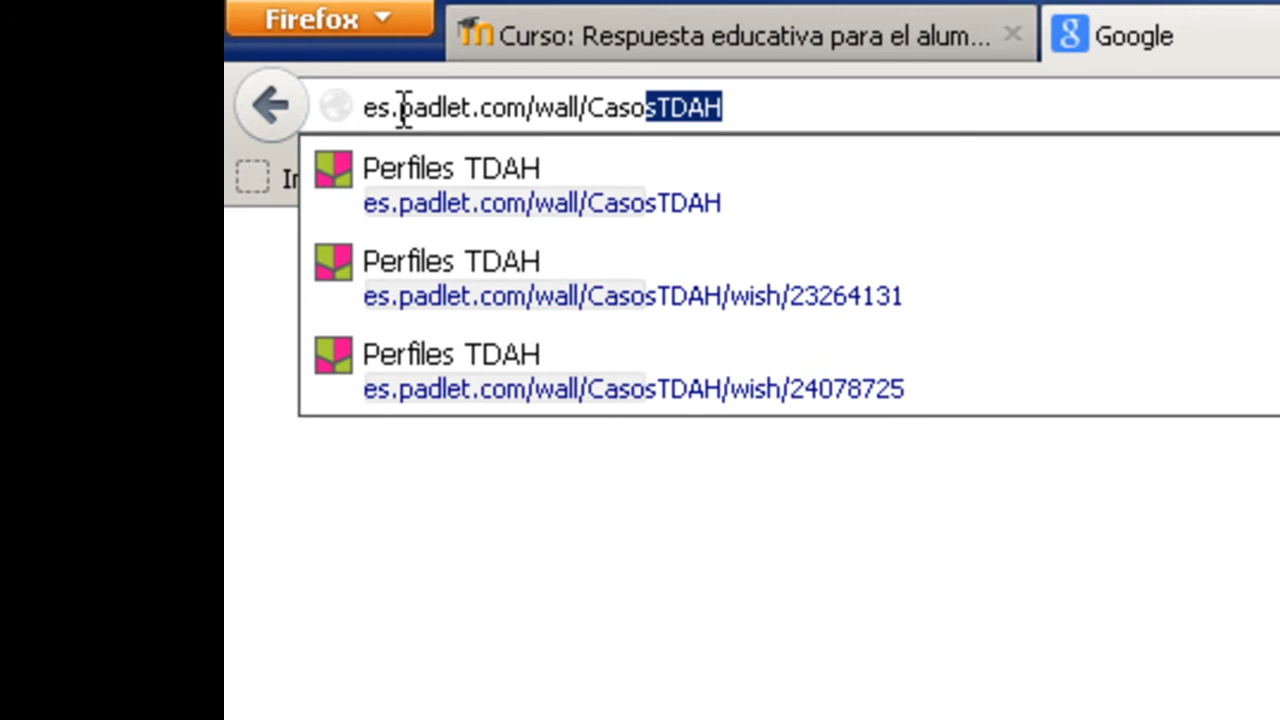 Firefox
Curso: Respuesta educativa para el alum...
Google
es.padlet.com/wall/CasosTDAH
Perfiles TDAH
es.padlet.com/wall/CasosTDAH
Perfiles TDAH
es.padlet.com/wall/CasosTDAH/wish/23264131
Perfiles TDAH
es.padlet.com/wall/CasosTDAH/wish/24078725